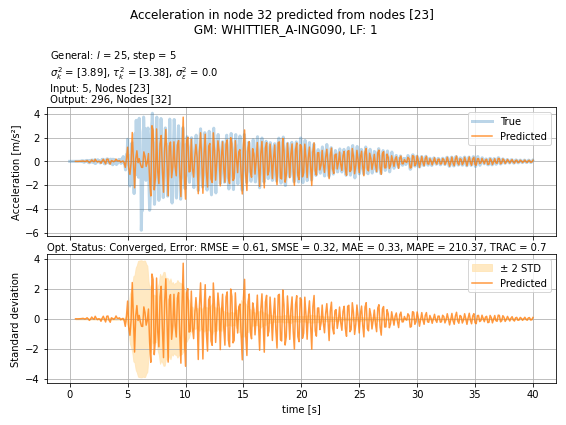 Acceleration in node 32 predicted from nodes [23]
GM: WHITTIER_A-ING090, LF: 1
General: l = 25, step = 5
σ²ₖ = [3.89], τ²ₖ = [3.38], σ²ε = 0.0
Input: 5, Nodes [23]
Output: 296, Nodes [32]
4
2
0
−2
−4
−6
Acceleration [m/s²]
True
Predicted
Opt. Status: Converged, Error: RMSE = 0.61, SMSE = 0.32, MAE = 0.33, MAPE = 210.37, TRAC = 0.7
4
2
0
−2
−4
Standard deviation
± 2 STD
Predicted
0 5 10 15 20 25 30 35 40
time [s]